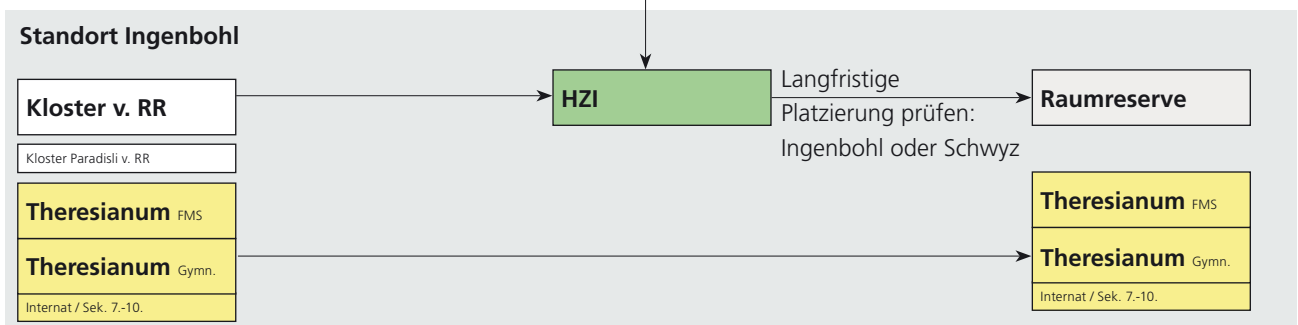 Standort Ingenbohl
Kloster v. RR
HZI
Langfristige
Platzierung prüfen:
Ingenbohl oder Schwyz
Raumreserve
Kloster Paradisli v. RR
Theresianum FMS
Theresianum Gymn.
Internat / Sek. 7.-10.
Theresianum FMS
Theresianum Gymn.
Internat / Sek. 7.-10.